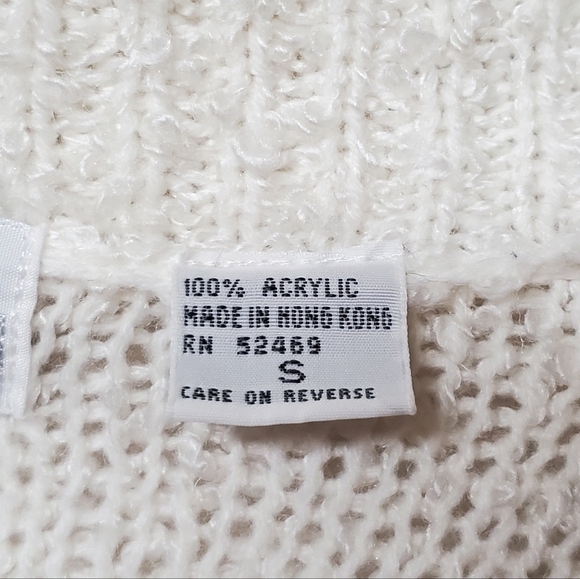 100% ACRYLIC
MADE IN HONG KONG
RN 52469
S
CARE ON REVERSE